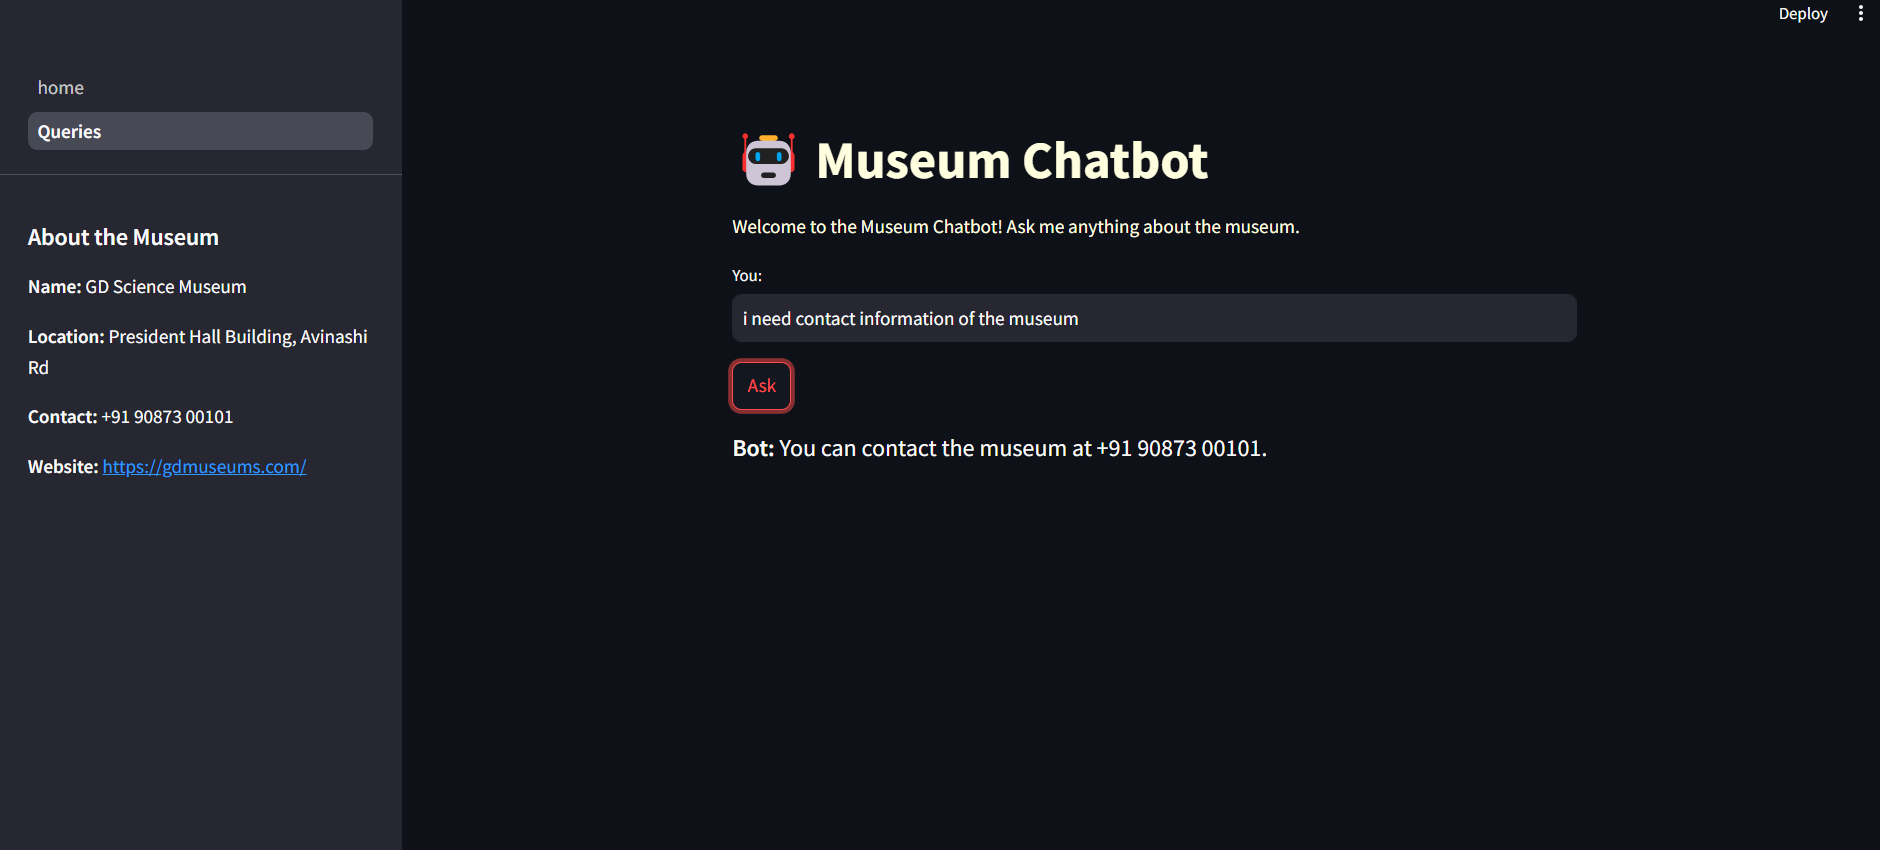 Deploy
home
Queries
About the Museum
Name: GD Science Museum
Location: President Hall Building, Avinashi
Rd
Contact: +91 90873 00101
Website: https://gdmuseums.com/
Museum Chatbot
Welcome to the Museum Chatbot! Ask me anything about the museum.
You:
i need contact information of the museum
Ask
Bot: You can contact the museum at +91 90873 00101.